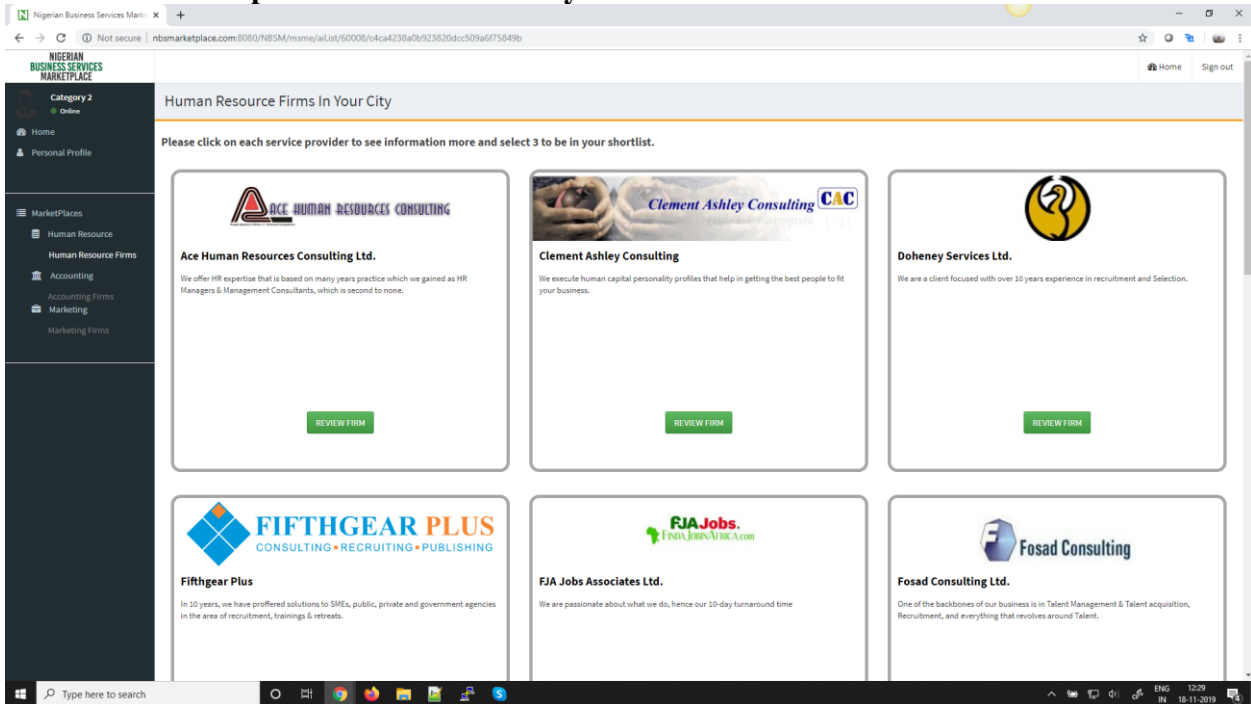 Nigerian Business Services Marke
Not secure | nbsmarketplace.com:8080/NBSM/msme/aiList/60008/c4ca4238a0b923820dcc509a6f75849b
NIGERIAN
BUSINESS SERVICES
MARKETPLACE
Home Sign out
Category 2
Online
Home
Personal Profile
MarketPlaces
Human Resource
Human Resource Firms
Accounting
Accounting Firms
Marketing
Marketing Firms
Human Resource Firms In Your City
Please click on each service provider to see information more and select 3 to be in your shortlist.
ACE HUMAN RESOURCES CONSULTING
Ace Human Resources Consulting Ltd.
We offer HR expertise that is based on many years practice which we gained as HR
Managers & Management Consultants, which is second to none.
REVIEW FIRM
Clement Ashley Consulting CAC
Clement Ashley Consulting
We execute human capital personality profiles that help in getting the best people to fit
your business.
REVIEW FIRM
Doheney Services Ltd.
We are a client focused with over 10 years experience in recruitment and Selection.
REVIEW FIRM
FIFTHGEAR PLUS
CONSULTING•RECRUITING•PUBLISHING
Fifthgear Plus
In 10 years, we have proffered solutions to SMEs, public, private and government agencies
in the area of recruitment, trainings & retreats.
FJA Jobs.
FINDAJOBINAFRICA.com
FJA Jobs Associates Ltd.
We are passionate about what we do, hence our 10-day turnaround time
Fosad Consulting
Fosad Consulting Ltd.
One of the backbones of our business is in Talent Management & Talent acquisition,
Recruitment, and everything that revolves around Talent.
Type here to search
ENG 12:29
IN 18-11-2019